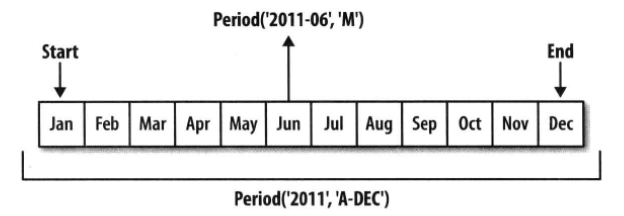 Period('2011-06', 'M')
Start End
Jan Feb Mar Apr May Jun Jul Aug Sep Oct Nov Dec
Period('2011', 'A-DEC')